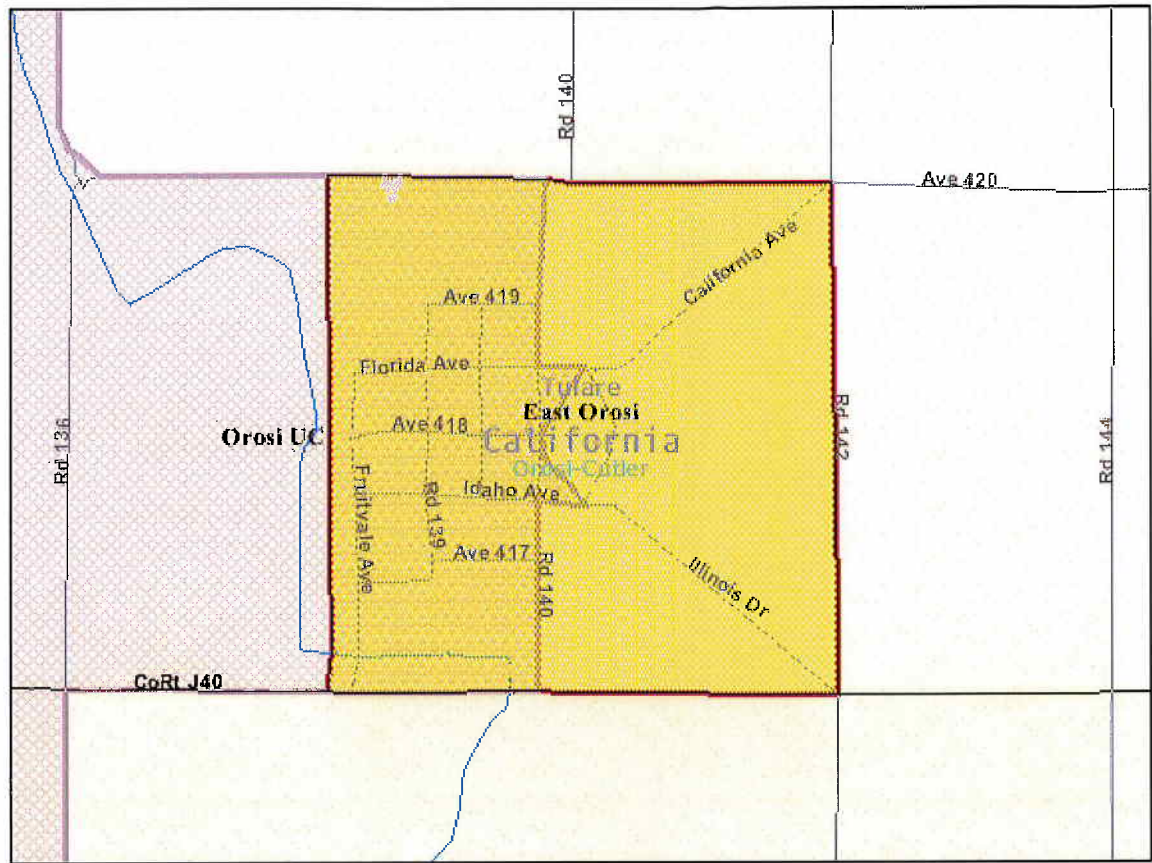 Rd 140
Ave 420
California Ave
Ave 419
Florida Ave
Tulare
East Orosi
Rd 136
Orosi UC
Ave 418
California
Rd 142
Rd 144
Orosi-Cutler
Fruitvale Ave
Rd 139
Idaho Ave
Ave 417
Rd 140
Illinois Dr
CoRt J40